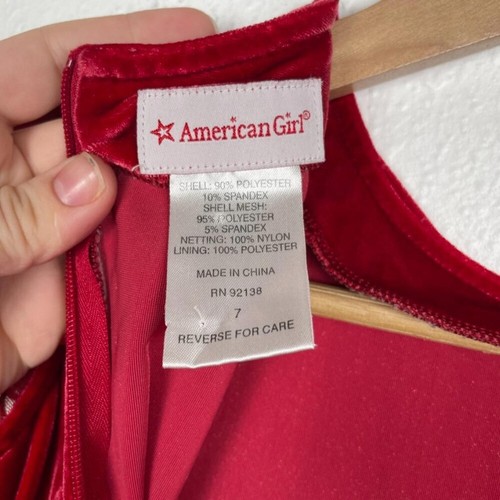 American Girl®
SHELL: 90% POLYESTER
10% SPANDEX
SHELL MESH:
95% POLYESTER
5% SPANDEX
NETTING: 100% NYLON
LINING: 100% POLYESTER
MADE IN CHINA
RN 92138
7
REVERSE FOR CARE